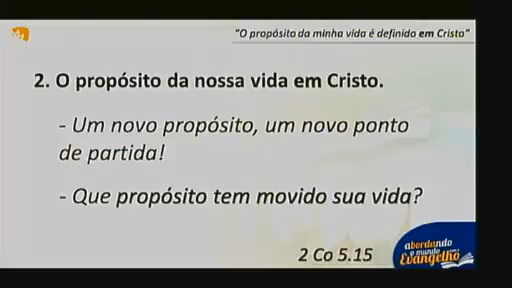 "O propósito da minha vida é definido em Cristo"
2. O propósito da nossa vida em Cristo.
- Um novo propósito, um novo ponto
de partida!
- Que propósito tem movido sua vida?
2 Co 5.15
abordando
o mundo
com o
Evangelho